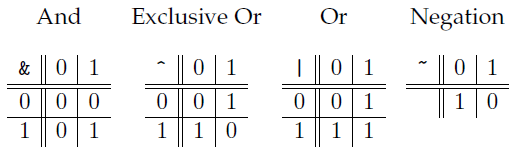 And Exclusive Or Or Negation
& 0 1 ^ 0 1 | 0 1 ~ 0 1
0 0 0 0 0 1 0 0 1 1 0
1 0 1 1 1 0 1 1 1